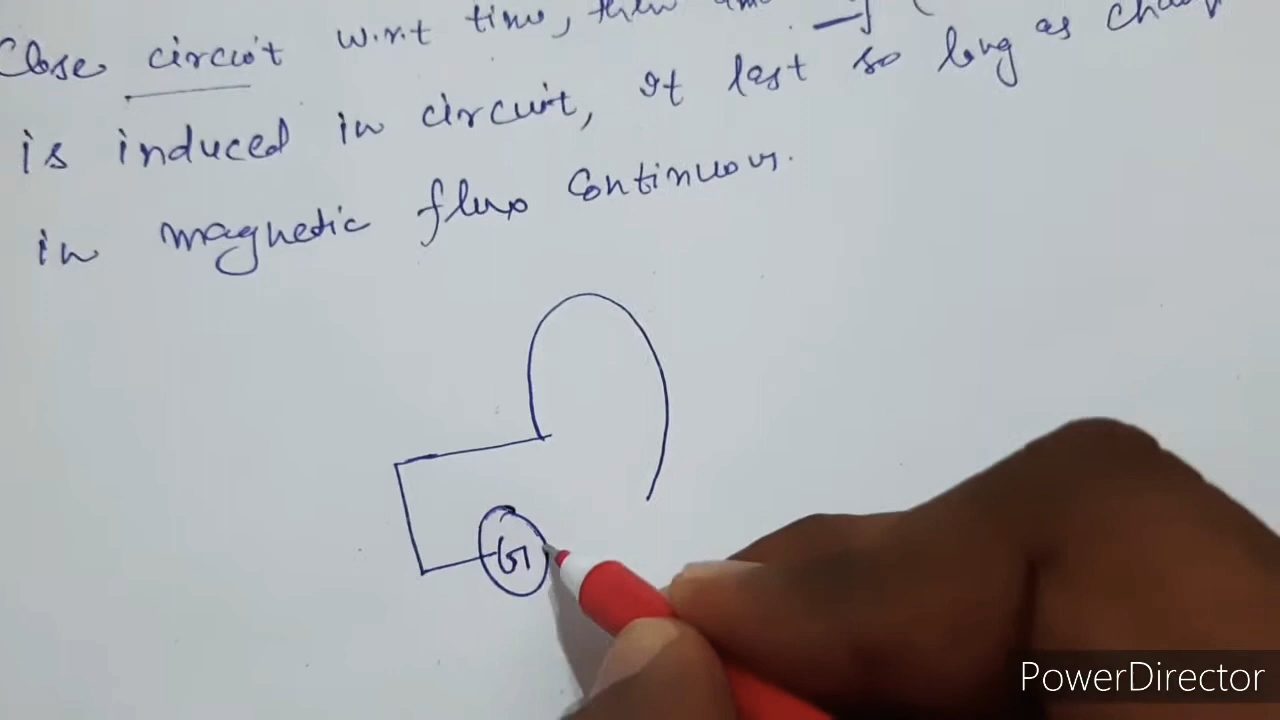 Close circuit w.r.t time, then
is induced in circuit, It last so long as
in magnetic flux Continuous.
G
PowerDirector